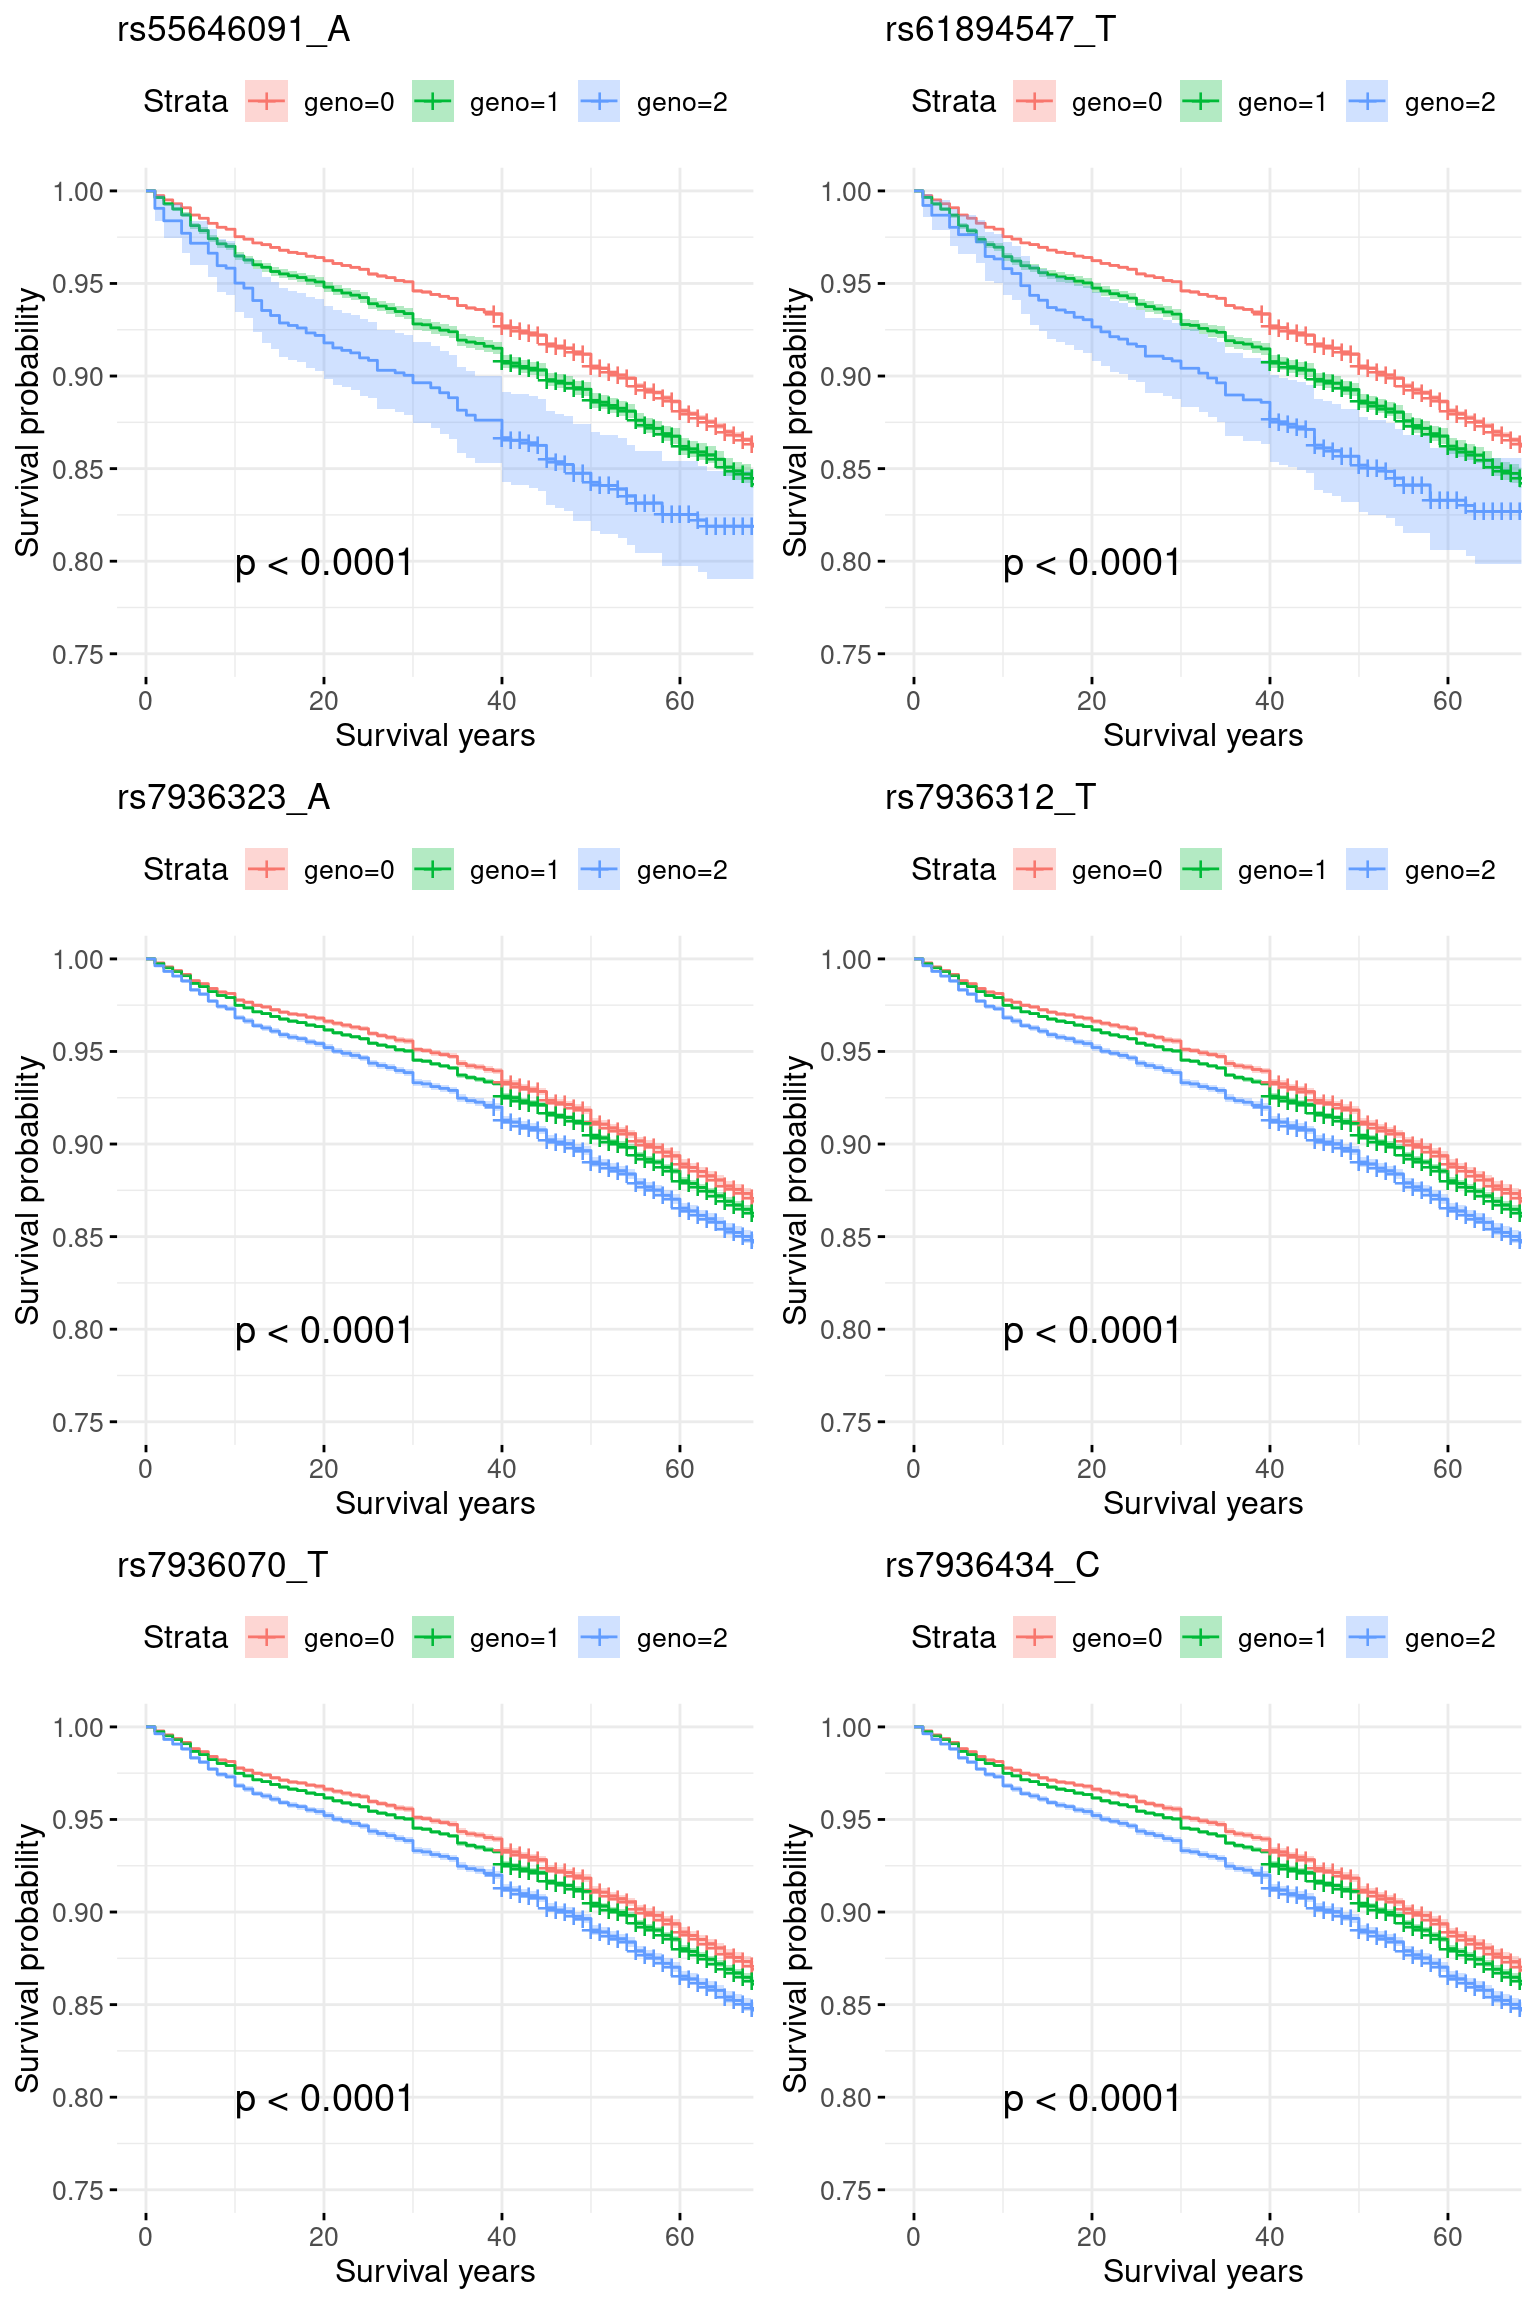 rs55646091_A
Strata geno=0 geno=1 geno=2
Survival probability
1.00
0.95
0.90
0.85
0.80
0.75
p < 0.0001
0 20 40 60
Survival years
rs61894547_T
Strata geno=0 geno=1 geno=2
Survival probability
1.00
0.95
0.90
0.85
0.80
0.75
p < 0.0001
0 20 40 60
Survival years
rs7936323_A
Strata geno=0 geno=1 geno=2
Survival probability
1.00
0.95
0.90
0.85
0.80
0.75
p < 0.0001
0 20 40 60
Survival years
rs7936312_T
Strata geno=0 geno=1 geno=2
Survival probability
1.00
0.95
0.90
0.85
0.80
0.75
p < 0.0001
0 20 40 60
Survival years
rs7936070_T
Strata geno=0 geno=1 geno=2
Survival probability
1.00
0.95
0.90
0.85
0.80
0.75
p < 0.0001
0 20 40 60
Survival years
rs7936434_C
Strata geno=0 geno=1 geno=2
Survival probability
1.00
0.95
0.90
0.85
0.80
0.75
p < 0.0001
0 20 40 60
Survival years